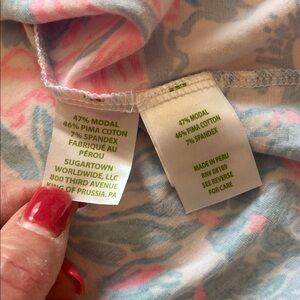 47% MODAL
46% PIMA COTON
7% SPANDEX
FABRIQUÉ AU
PÉROU
SUGARTOWN
WORLDWIDE, LLC
800 THIRD AVENUE
KING OF PRUSSIA, PA
47% MODAL
46% PIMA COTTON
7% SPANDEX
MADE IN PERU
SEE REVERSE
FOR CARE